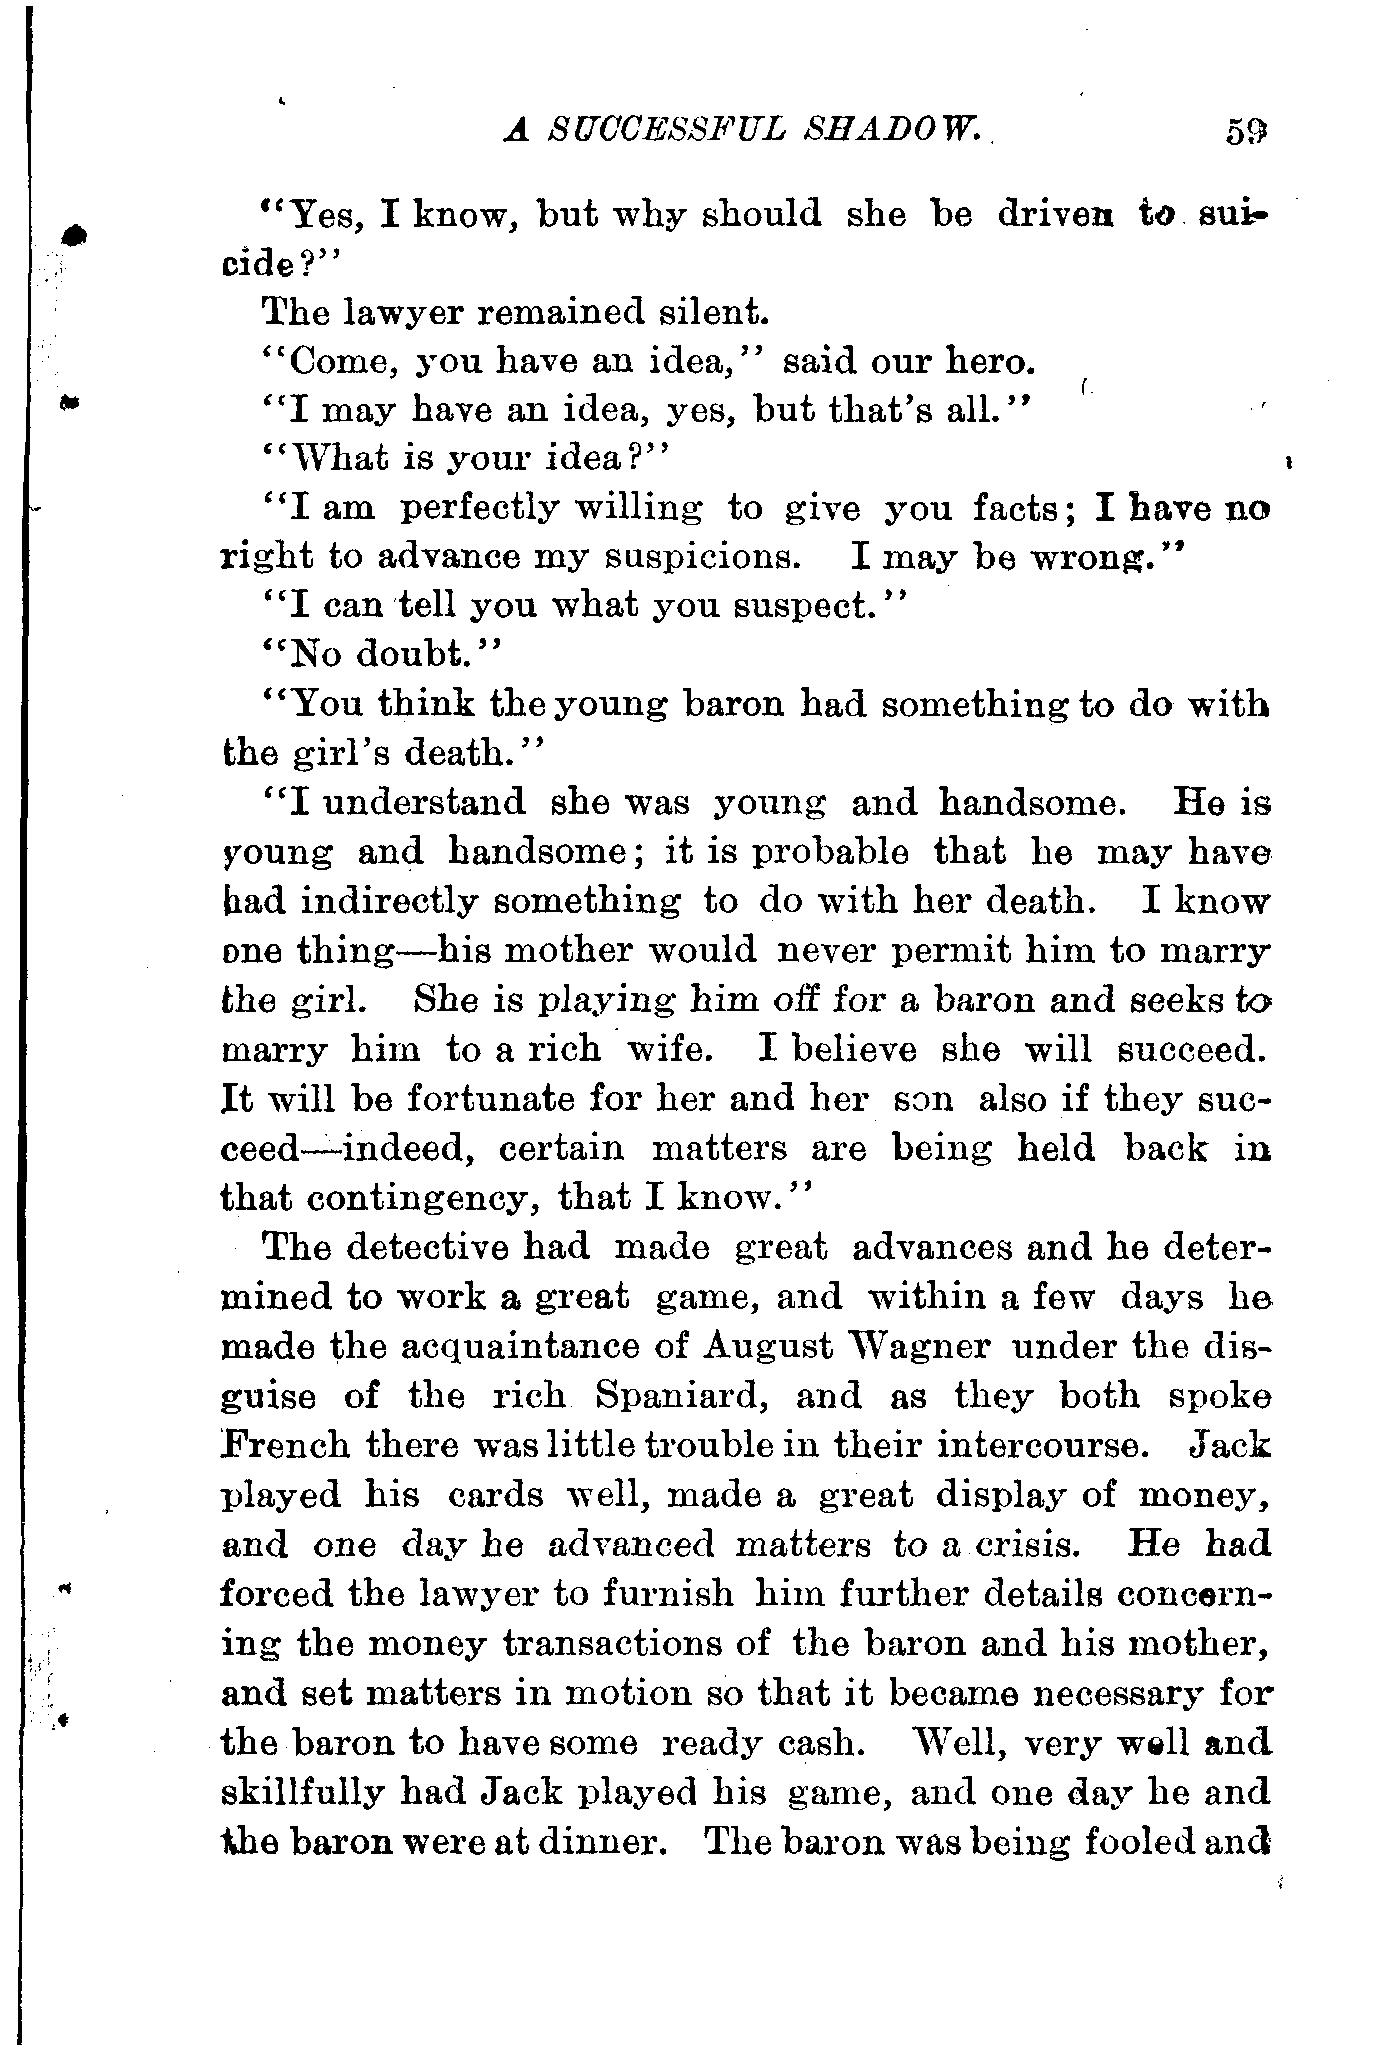 A SUCCESSFUL SHADOW. 59
"Yes, I know, but why should she be driven to sui-
cide?"
The lawyer remained silent.
"Come, you have an idea," said our hero.
"I may have an idea, yes, but that's all."
"What is your idea?"
"I am perfectly willing to give you facts; I have no
right to advance my suspicions. I may be wrong."
"I can tell you what you suspect."
"No doubt."
"You think the young baron had something to do with
the girl's death."
"I understand she was young and handsome. He is
young and handsome; it is probable that he may have
had indirectly something to do with her death. I know
one thing—his mother would never permit him to marry
the girl. She is playing him off for a baron and seeks to
marry him to a rich wife. I believe she will succeed.
It will be fortunate for her and her son also if they suc-
ceed—indeed, certain matters are being held back in
that contingency, that I know."
The detective had made great advances and he deter-
mined to work a great game, and within a few days he
made the acquaintance of August Wagner under the dis-
guise of the rich Spaniard, and as they both spoke
French there was little trouble in their intercourse. Jack
played his cards well, made a great display of money,
and one day he advanced matters to a crisis. He had
forced the lawyer to furnish him further details concern-
ing the money transactions of the baron and his mother,
and set matters in motion so that it became necessary for
the baron to have some ready cash. Well, very well and
skillfully had Jack played his game, and one day he and
the baron were at dinner. The baron was being fooled and